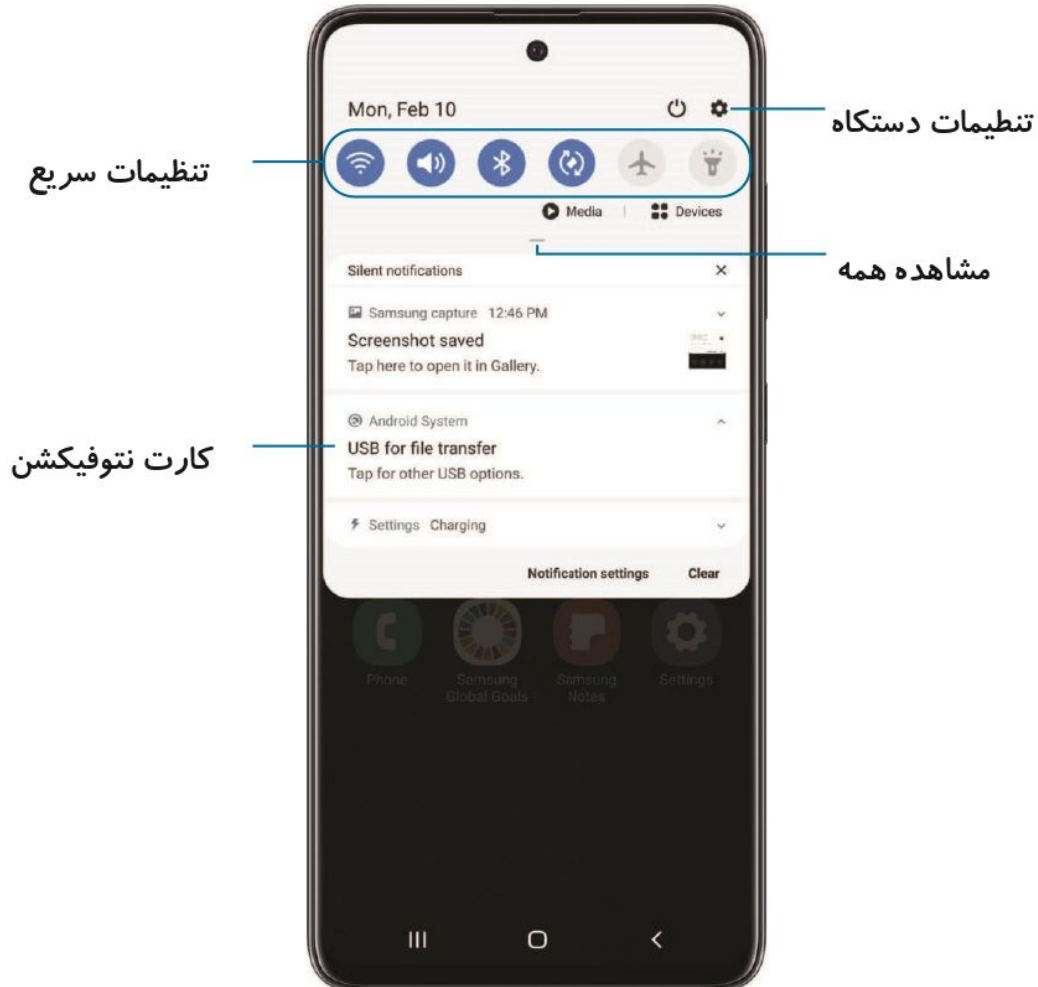 Mon, Feb 10
تنطیمات دستکاه
تنظیمات سریع
Media | Devices
مشاهده همه
Silent notifications
Samsung capture 12:46 PM
Screenshot saved
Tap here to open it in Gallery.
Android System
USB for file transfer
کارت نتوفیکشن
Tap for other USB options.
Settings Charging
Notification settings Clear
Phone Samsung Global Goals Samsung Notes Settings